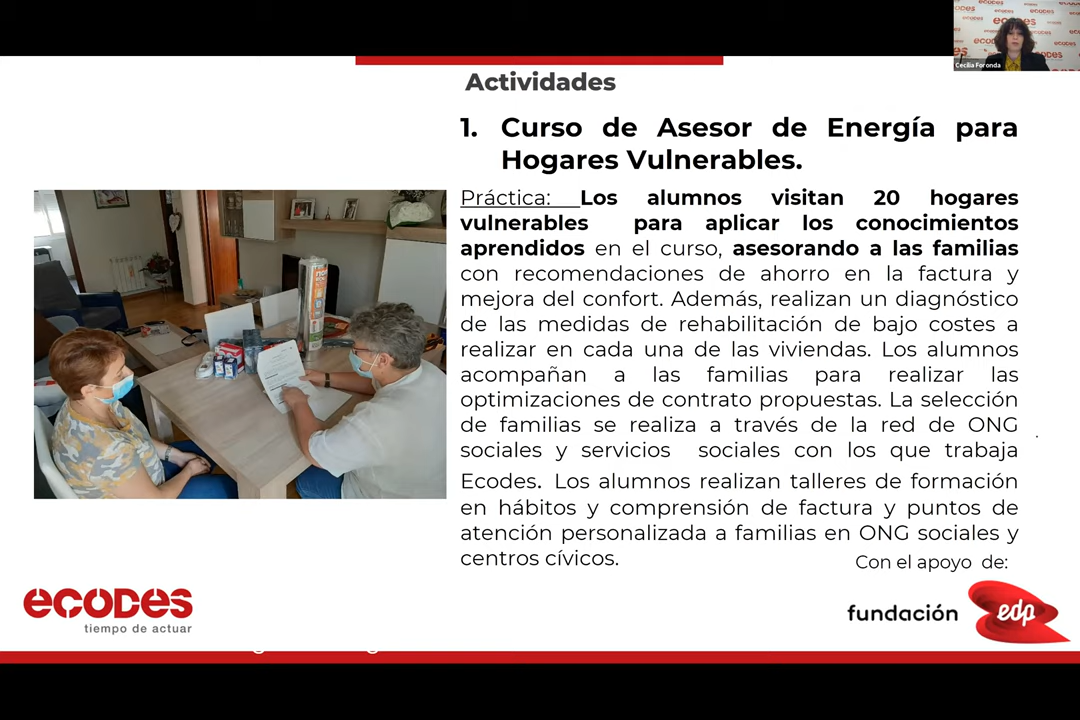 Cecilia Foronda
Actividades
1. Curso de Asesor de Energía para
Hogares Vulnerables.
Práctica: Los alumnos visitan 20 hogares
vulnerables para aplicar los conocimientos
aprendidos en el curso, asesorando a las familias
con recomendaciones de ahorro en la factura y
mejora del confort. Además, realizan un diagnóstico
de las medidas de rehabilitación de bajo costes a
realizar en cada una de las viviendas. Los alumnos
acompañan a las familias para realizar las
optimizaciones de contrato propuestas. La selección
de familias se realiza a través de la red de ONG
sociales y servicios sociales con los que trabaja
Ecodes. Los alumnos realizan talleres de formación
en hábitos y comprensión de factura y puntos de
atención personalizada a familias en ONG sociales y
centros cívicos.
Con el apoyo de:
ecodes
tiempo de actuar
fundación edp